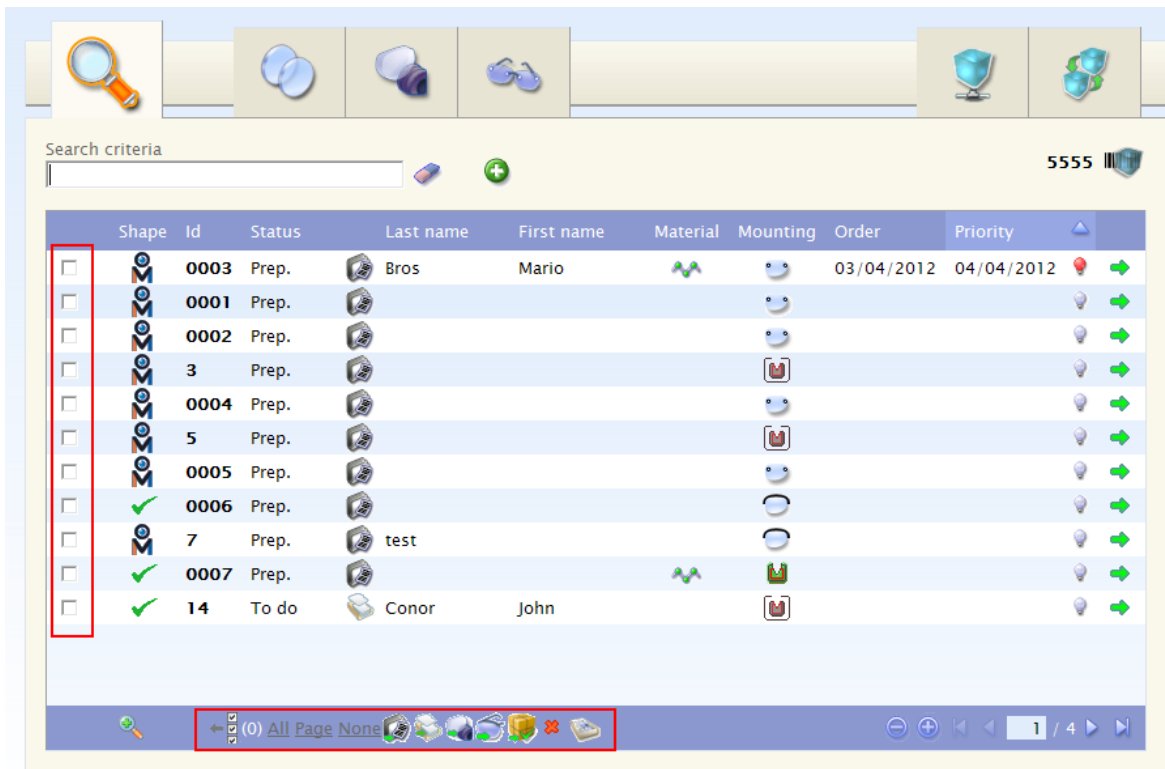 Search criteria
5555
Shape Id Status Last name First name Material Mounting Order Priority
0003 Prep. Bros Mario 03/04/2012 04/04/2012
0001 Prep.
0002 Prep.
3 Prep.
0004 Prep.
5 Prep.
0005 Prep.
0006 Prep.
7 Prep. test
0007 Prep.
14 To do Conor John
(0) All Page None 1 / 4